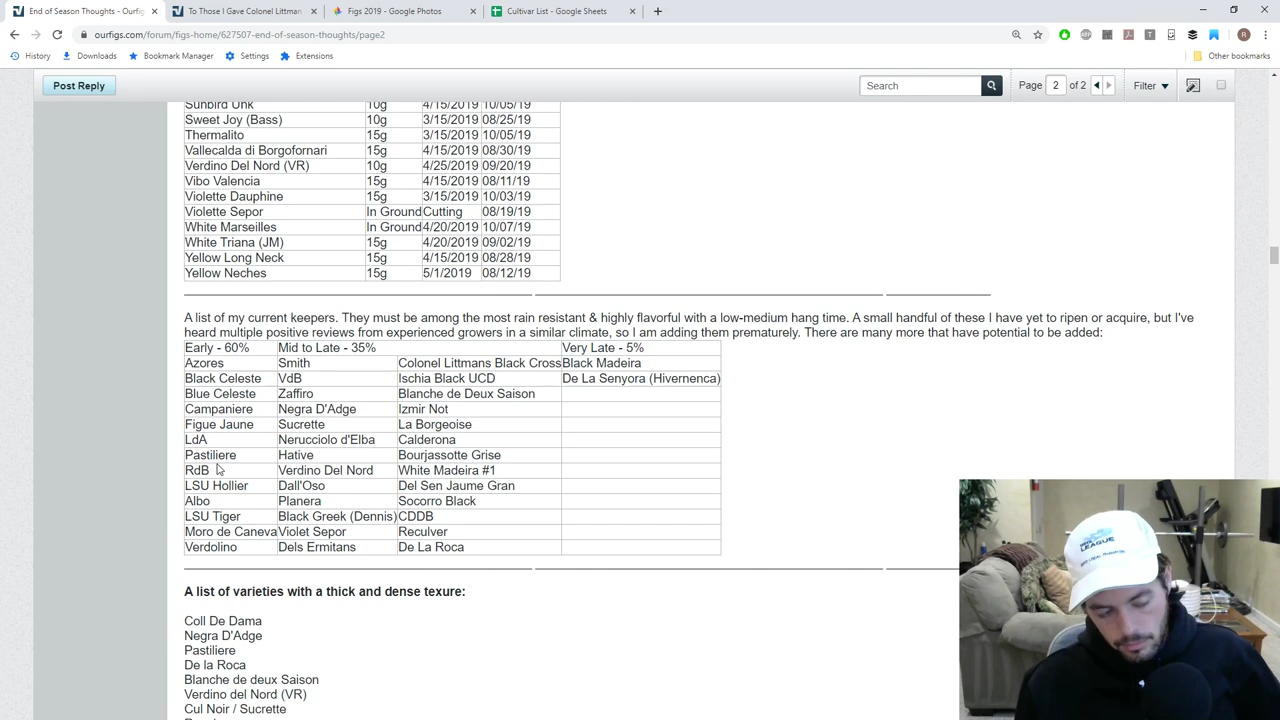 End of Season Thoughts - Ourfig
To Those I Gave Colonel Littman
Figs 2019 - Google Photos
Cultivar List - Google Sheets
ourfigs.com/forum/figs-home/627507-end-of-season-thoughts/page2
History Downloads Bookmark Manager Settings Extensions Other bookmarks
Post Reply Search Page 2 of 2 Filter
Sunbird Unk 10g 4/15/2019 10/05/19
Sweet Joy (Bass) 10g 3/15/2019 08/25/19
Thermalito 15g 3/15/2019 10/05/19
Vallecalda di Borgofornari 15g 4/15/2019 08/30/19
Verdino Del Nord (VR) 10g 4/25/2019 09/20/19
Vibo Valencia 15g 4/15/2019 08/11/19
Violette Dauphine 15g 3/15/2019 10/03/19
Violette Sepor In Ground Cutting 08/19/19
White Marseilles In Ground 4/20/2019 10/07/19
White Triana (JM) 15g 4/20/2019 09/02/19
Yellow Long Neck 15g 4/15/2019 08/28/19
Yellow Neches 15g 5/1/2019 08/12/19
A list of my current keepers. They must be among the most rain resistant & highly flavorful with a low-medium hang time. A small handful of these I have yet to ripen or acquire, but I've
heard multiple positive reviews from experienced growers in a similar climate, so I am adding them prematurely. There are many more that have potential to be added:
Early - 60% Mid to Late - 35% Very Late - 5%
Azores Smith Colonel Littmans Black Cross Black Madeira
Black Celeste VdB Ischia Black UCD De La Senyora (Hivernenca)
Blue Celeste Zaffiro Blanche de Deux Saison
Campaniere Negra D'Adge Izmir Not
Figue Jaune Sucrette La Borgeoise
LdA Nerucciolo d'Elba Calderona
Pastiliere Hative Bourjassotte Grise
RdB Verdino Del Nord White Madeira #1
LSU Hollier Dall'Oso Del Sen Jaume Gran
Albo Planera Socorro Black
LSU Tiger Black Greek (Dennis) CDDB
Moro de Caneva Violet Sepor Reculver
Verdolino Dels Ermitans De La Roca
A list of varieties with a thick and dense texure:
Coll De Dama
Negra D'Adge
Pastiliere
De la Roca
Blanche de deux Saison
Verdino del Nord (VR)
Cul Noir / Sucrette
LEAGUE